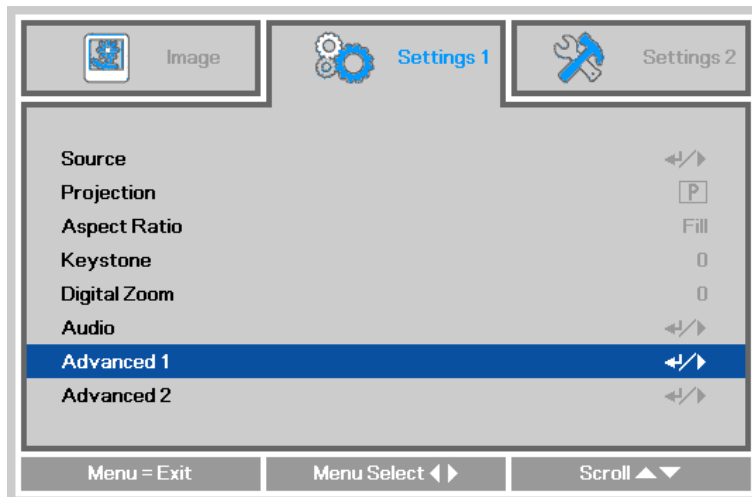 Image Settings 1 Settings 2
Source
Projection P
Aspect Ratio Fill
Keystone 0
Digital Zoom 0
Audio
Advanced 1
Advanced 2
Menu = Exit Menu Select Scroll